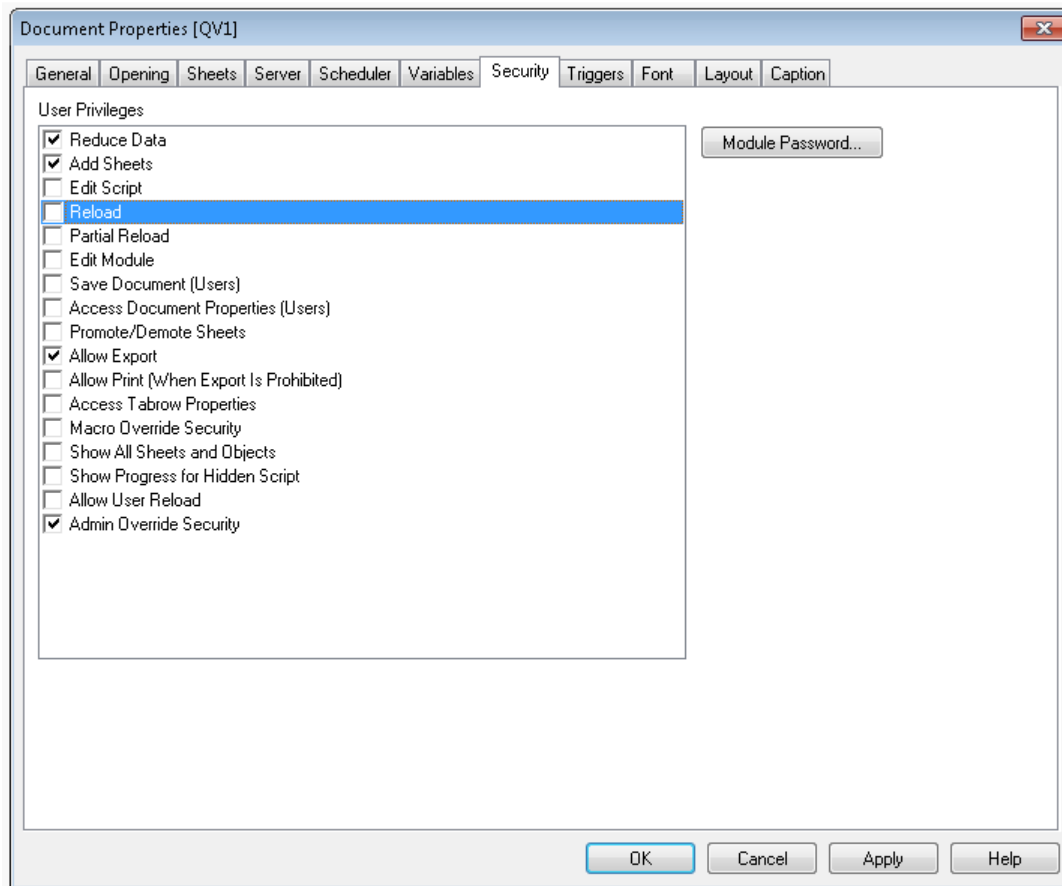 Document Properties [QV1]
General Opening Sheets Server Scheduler Variables Security Triggers Font Layout Caption
User Privileges
Reduce Data
Module Password...
Add Sheets
Edit Script
Reload
Partial Reload
Edit Module
Save Document (Users)
Access Document Properties (Users)
Promote/Demote Sheets
Allow Export
Allow Print (When Export Is Prohibited)
Access Tabrow Properties
Macro Override Security
Show All Sheets and Objects
Show Progress for Hidden Script
Allow User Reload
Admin Override Security
OK Cancel Apply Help